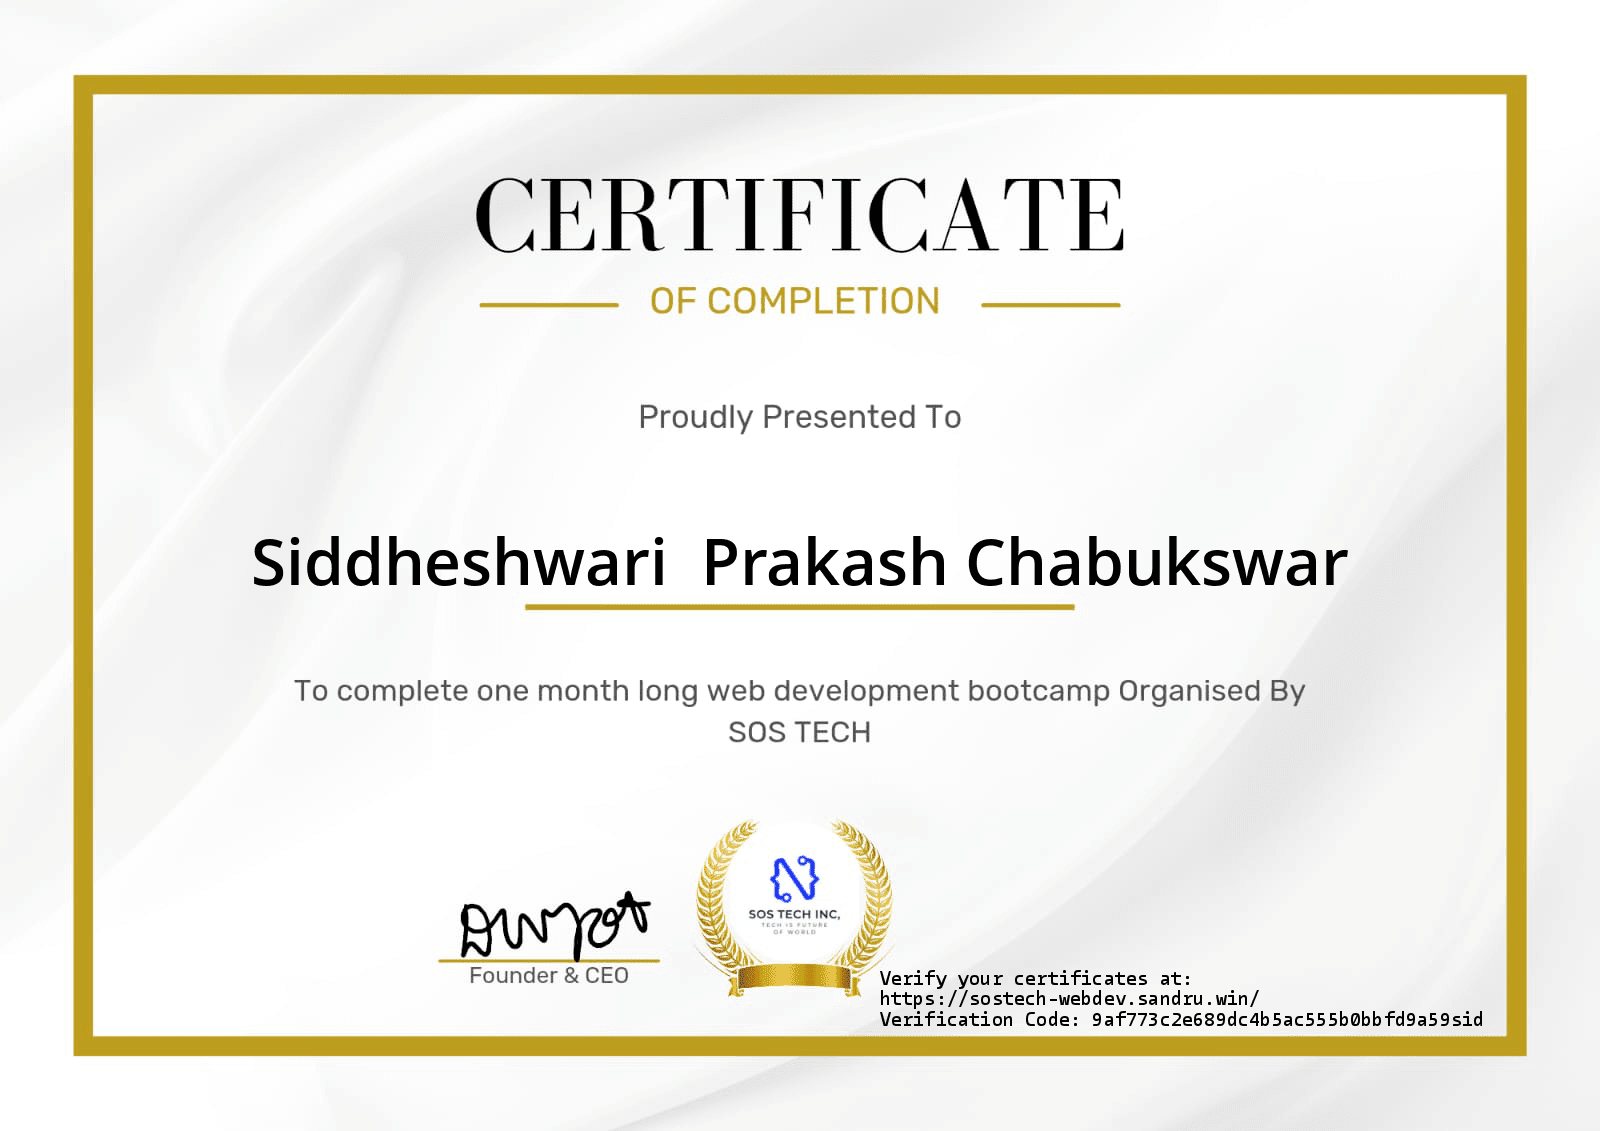 CERTIFICATE
OF COMPLETION
Proudly Presented To
Siddheshwari  Prakash Chabukswar
To complete one month long web development bootcamp Organised By
SOS TECH
SOS TECH INC,
TECH IS FUTURE
OF WORLD
Founder & CEO
Verify your certificates at:
https://sostech-webdev.sandru.win/
Verification Code: 9af773c2e689dc4b5ac555b0bbfd9a59sid